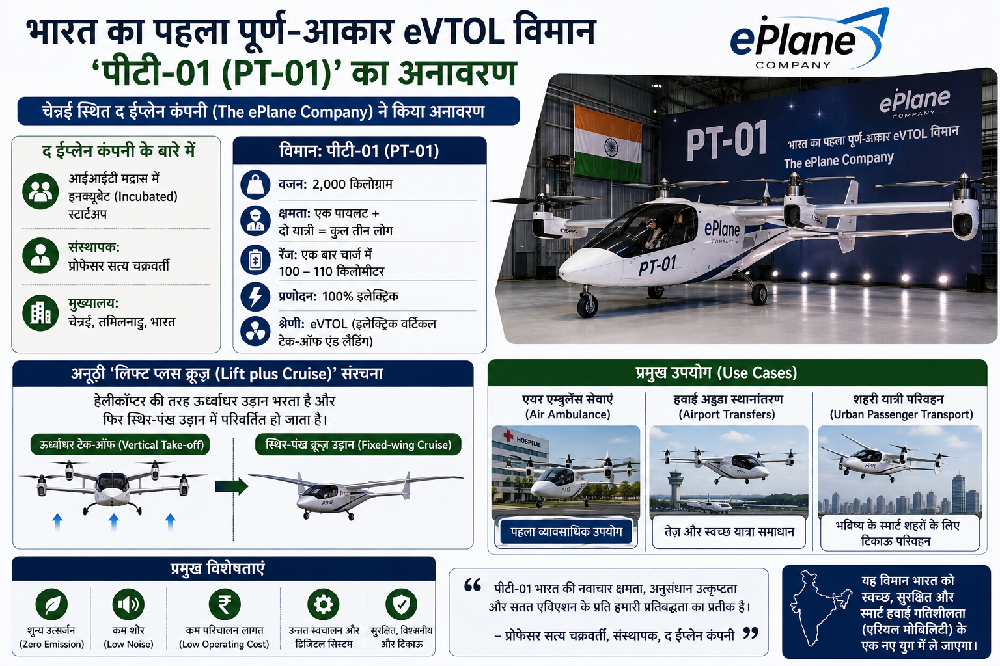 भारत का पहला पूर्ण-आकार eVTOL विमान
‘पीटी-01 (PT-01)’ का अनावरण
ePlane
COMPANY
चेन्नई स्थित द ईप्लेन कंपनी (The ePlane Company) ने किया अनावरण
द ईप्लेन कंपनी के बारे में
आईआईटी मद्रास में
इनक्यूबेट (Incubated)
स्टार्टअप
संस्थापक:
प्रोफेसर सत्य चक्रवर्ती
मुख्यालय:
चेन्नई, तमिलनाडु, भारत
विमान: पीटी-01 (PT-01)
वजन: 2,000 किलोग्राम
क्षमता: एक पायलट +
दो यात्री = कुल तीन लोग
रेंज: एक बार चार्ज में
100 – 110 किलोमीटर
प्रणोदन: 100% इलेक्ट्रिक
श्रेणी: eVTOL (इलेक्ट्रिक वर्टिकल
टेक-ऑफ एंड लैडिंग)
ePlane
COMPANY
PT-01
भारत का पहला पूर्ण-आकार eVTOL विमान
The ePlane Company
ePlane
COMPANY
PT-01
अनूठी ‘लिफ्ट प्लस क्रूज़ (Lift plus Cruise)’ संरचना
हेलीकॉप्टर की तरह ऊर्ध्वाधर उड़ान भरता है और
फिर स्थिर-पंख उड़ान में परिवर्तित हो जाता है।
ऊर्ध्वाधर टेक-ऑफ (Vertical Take-off)
स्थिर-पंख क्रूज़ उड़ान (Fixed-wing Cruise)
प्रमुख उपयोग (Use Cases)
एयर एम्बुलेंस सेवाएं
(Air Ambulance)
HOSPITAL
पहला व्यावसाथिक उपयोग
हवाई अड्डा स्थानांतरण
(Airport Transfers)
तेज़ और स्वच्छ यात्रा समाधान
शहरी यात्री परिवहन
(Urban Passenger Transport)
भविष्य के स्मार्ट शहरों के लिए
टिकाऊ परिवहन
प्रमुख विशेषताएं
शुन्य उत्सर्जन
(Zero Emission)
कम शोर
(Low Noise)
कम परिचालन लागत
(Low Operating Cost)
उन्नत स्वचालन और
डिजिटल सिस्टम
सुरक्षित, विश्वसनीय
और टिकाऊ
“ पीटी-01 भारत की नवाचार क्षमता, अनुसंधान उत्कृष्टता
और सतत एविएशन के प्रति हमारी प्रतिबद्धता का प्रतीक है।
– प्रोफेसर सत्य चक्रवर्ती, संस्थापक, द ईप्लेन कंपनी ”
यह विमान भारत को
स्वच्छ, सुरक्षित और
स्मार्ट हवाई गतिशीलता
(एरियल मोबिलिटी) के
एक नए युग में ले जाएगा।